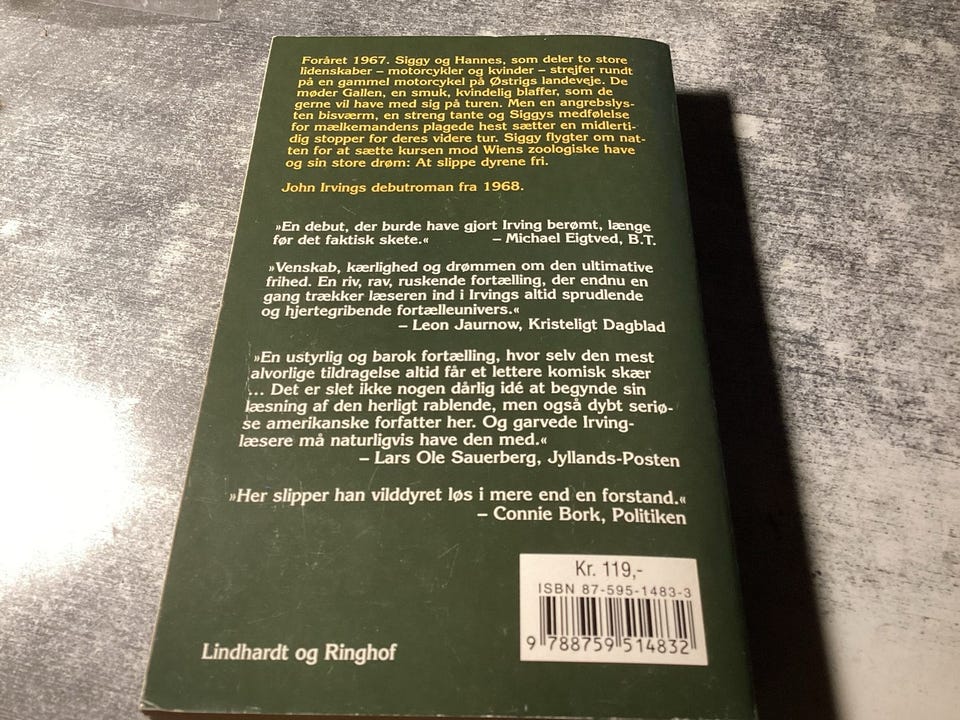 Foråret 1967. Siggy og Hannes, som deler to store
lidenskaber – motorcykler og kvinder – strejfer rundt
på en gammel motorcykel på Østrigs landeveje. De
møder Gallen, en smuk, kvindelig blaffer, som de
gerne vil have med sig på turen. Men en angrebslys-
ten bisværm, en streng tante og Siggys medfølelse
for mælkemandens plagede hest sætter en midlerti-
dig stopper for deres videre tur. Siggy flygter om nat-
ten for at sætte kursen mod Wiens zoologiske have
og sin store drøm: At slippe dyrene fri.
John Irvings debutroman fra 1968.
»En debut, der burde have gjort Irving berømt, længe
før det faktisk skete.« – Michael Eigtved, B.T.
»Venskab, kærlighed og drømmen om den ultimative
frihed. En riv, rav, ruskende fortælling, der endnu en
gang trækker læseren ind i Irvings altid sprudlende
og hjertegribende fortælleunivers.«
– Leon Jaurnow, Kristeligt Dagblad
»En ustyrlig og barok fortælling, hvor selv den mest
alvorlige tildragelse altid får et lettere komisk skær
... Det er slet ikke nogen dårlig idé at begynde sin
læsning af den herligt rablende, men også dybt seriø-
se amerikanske forfatter her. Og garvede Irving-
læsere må naturligvis have den med.«
– Lars Ole Sauerberg, Jyllands-Posten
»Her slipper han vilddyret løs i mere end en forstand.«
– Connie Bork, Politiken
Kr. 119,-
ISBN 87-595-1483-3
9 788759 514832
Lindhardt og Ringhof